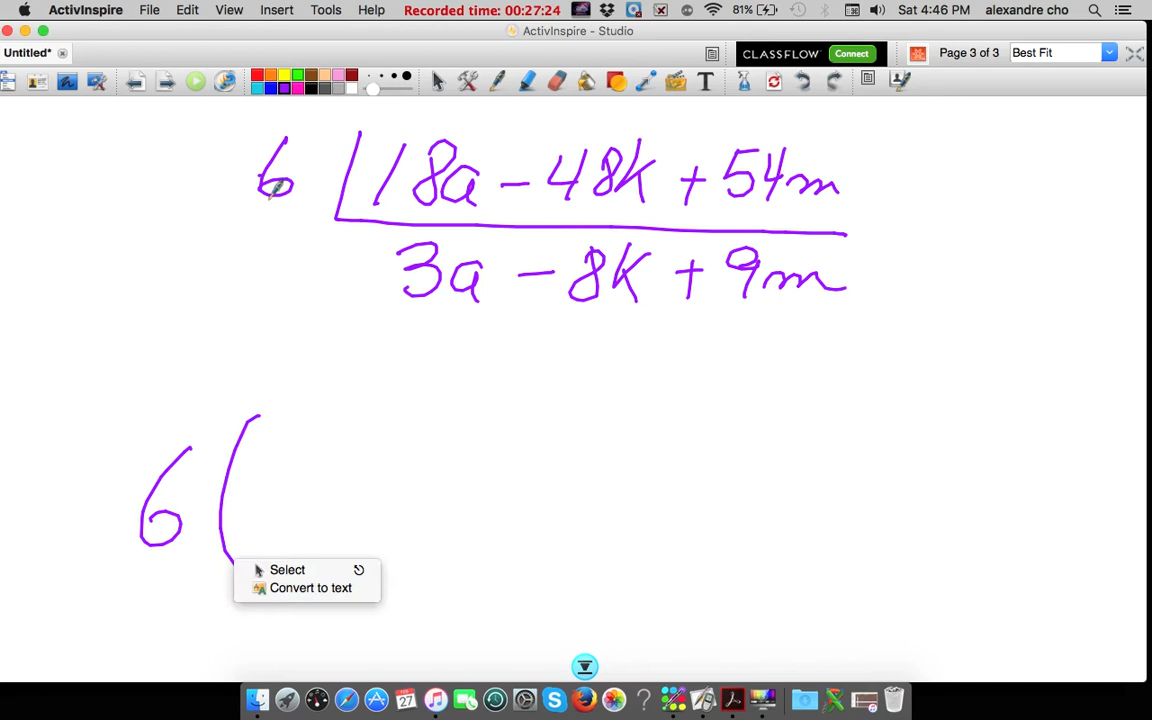 ActivInspire File Edit View Insert Tools Help Recorded time: 00:27:24 81% Sat 4:46 PM alexandre cho
ActivInspire - Studio
Untitled* CLASSFLOW Connect Page 3 of 3 Best Fit
T
6 18a - 48k + 54m
3a - 8k + 9m
6 (
Select
Convert to text
27